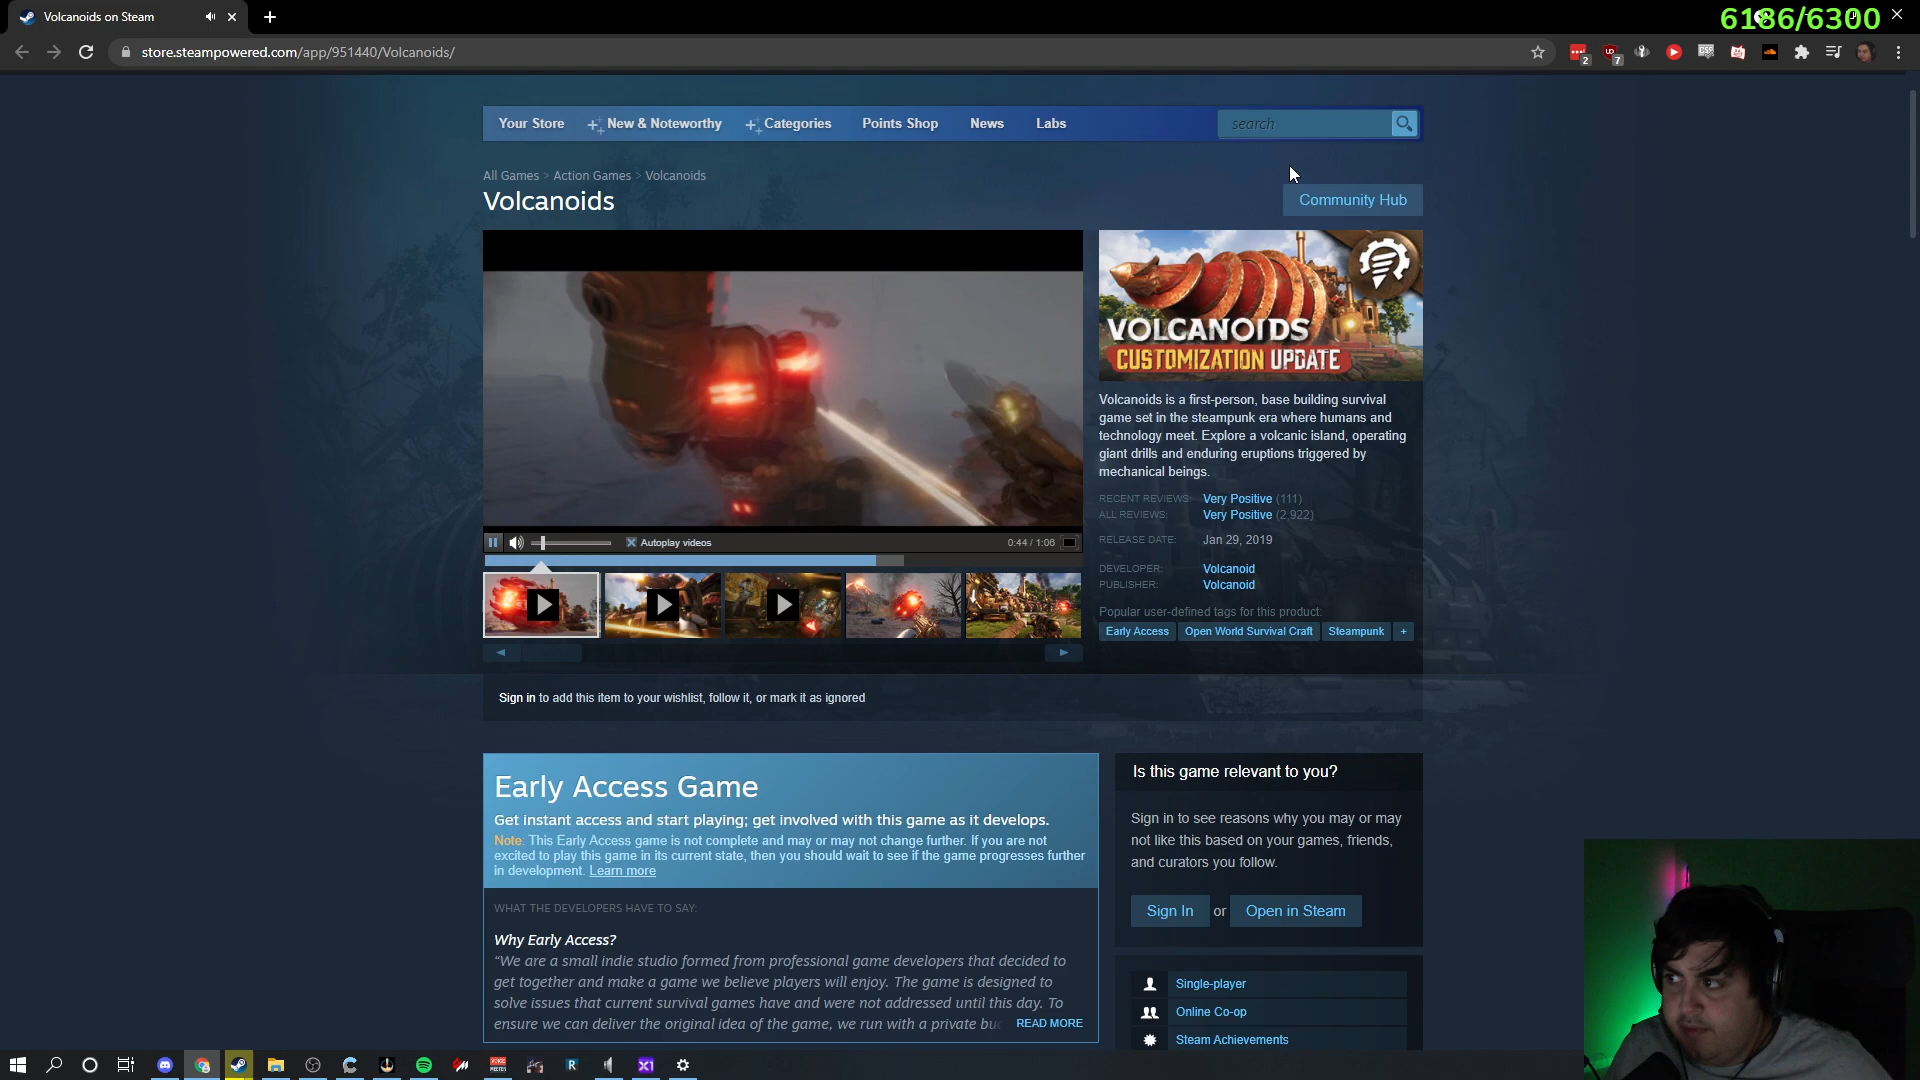 Volcanoids on Steam
6186/6300
store.steampowered.com/app/951440/Volcanoids/
2
7
Your Store
New & Noteworthy
Categories
Points Shop
News
Labs
search
All Games > Action Games > Volcanoids
Volcanoids
Community Hub
VOLCANOIDS
CUSTOMIZATION UPDATE
Volcanoids is a first-person, base building survival
game set in the steampunk era where humans and
technology meet. Explore a volcanic island, operating
giant drills and enduring eruptions triggered by
mechanical beings.
RECENT REVIEWS: Very Positive (111)
ALL REVIEWS: Very Positive (2,922)
RELEASE DATE: Jan 29, 2019
DEVELOPER: Volcanoid
PUBLISHER: Volcanoid
Popular user-defined tags for this product:
Early Access
Open World Survival Craft
Steampunk
+
Autoplay videos
0:44 / 1:06
Sign in to add this item to your wishlist, follow it, or mark it as ignored
Early Access Game
Get instant access and start playing; get involved with this game as it develops.
Note: This Early Access game is not complete and may or may not change further. If you are not
excited to play this game in its current state, then you should wait to see if the game progresses further
in development. Learn more
WHAT THE DEVELOPERS HAVE TO SAY:
Why Early Access?
“We are a small indie studio formed from professional game developers that decided to
get together and make a game we believe players will enjoy. The game is designed to
solve issues that current survival games have and were not addressed until this day. To
ensure we can deliver the original idea of the game, we run with a private bu
READ MORE
Is this game relevant to you?
Sign in to see reasons why you may or may
not like this based on your games, friends,
and curators you follow.
Sign In or Open in Steam
Single-player
Online Co-op
Steam Achievements